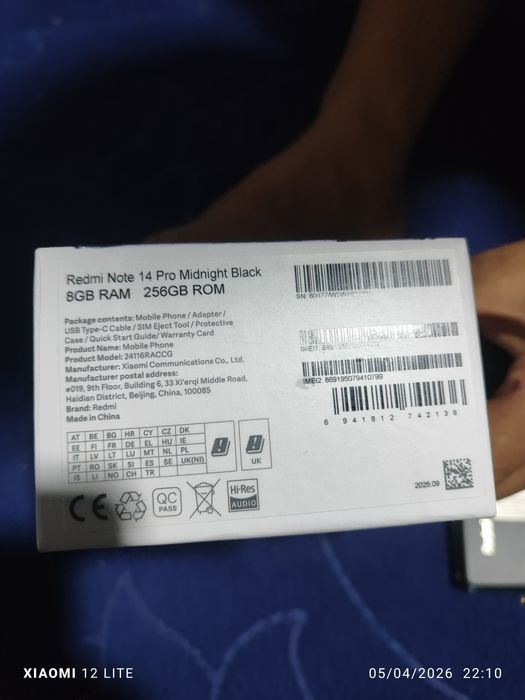 Redmi Note 14 Pro Midnight Black
8GB RAM 256GB ROM
Package contents: Mobile Phone / Adapter /
USB Type-C Cable / SIM Eject Tool / Protective
Case / Quick Start Guide / Warranty Card
Product Name: Mobile Phone
Product Model: 24116RACCG
Manufacturer: Xiaomi Communications Co., Ltd.
Manufacturer postal address:
#019, 9th Floor, Building 6, 33 Xi'erqi Middle Road,
Haidian District, Beijing, China, 100085
Brand: Redmi
Made in China
AT BE BG HR CY CZ DK
EE FI FR DE EL HU IE
IT LV LT LU MT NL PL
PT RO SK SI ES SE UK(NI)
IS LI NO CH TR
UK
CE
QC
PASS
Hi-Res
AUDIO
SN:
IMEI1:
IMEI2 869195079410799
6 941812 742136
2025.09
XIAOMI 12 LITE
05/04/2026 22:10